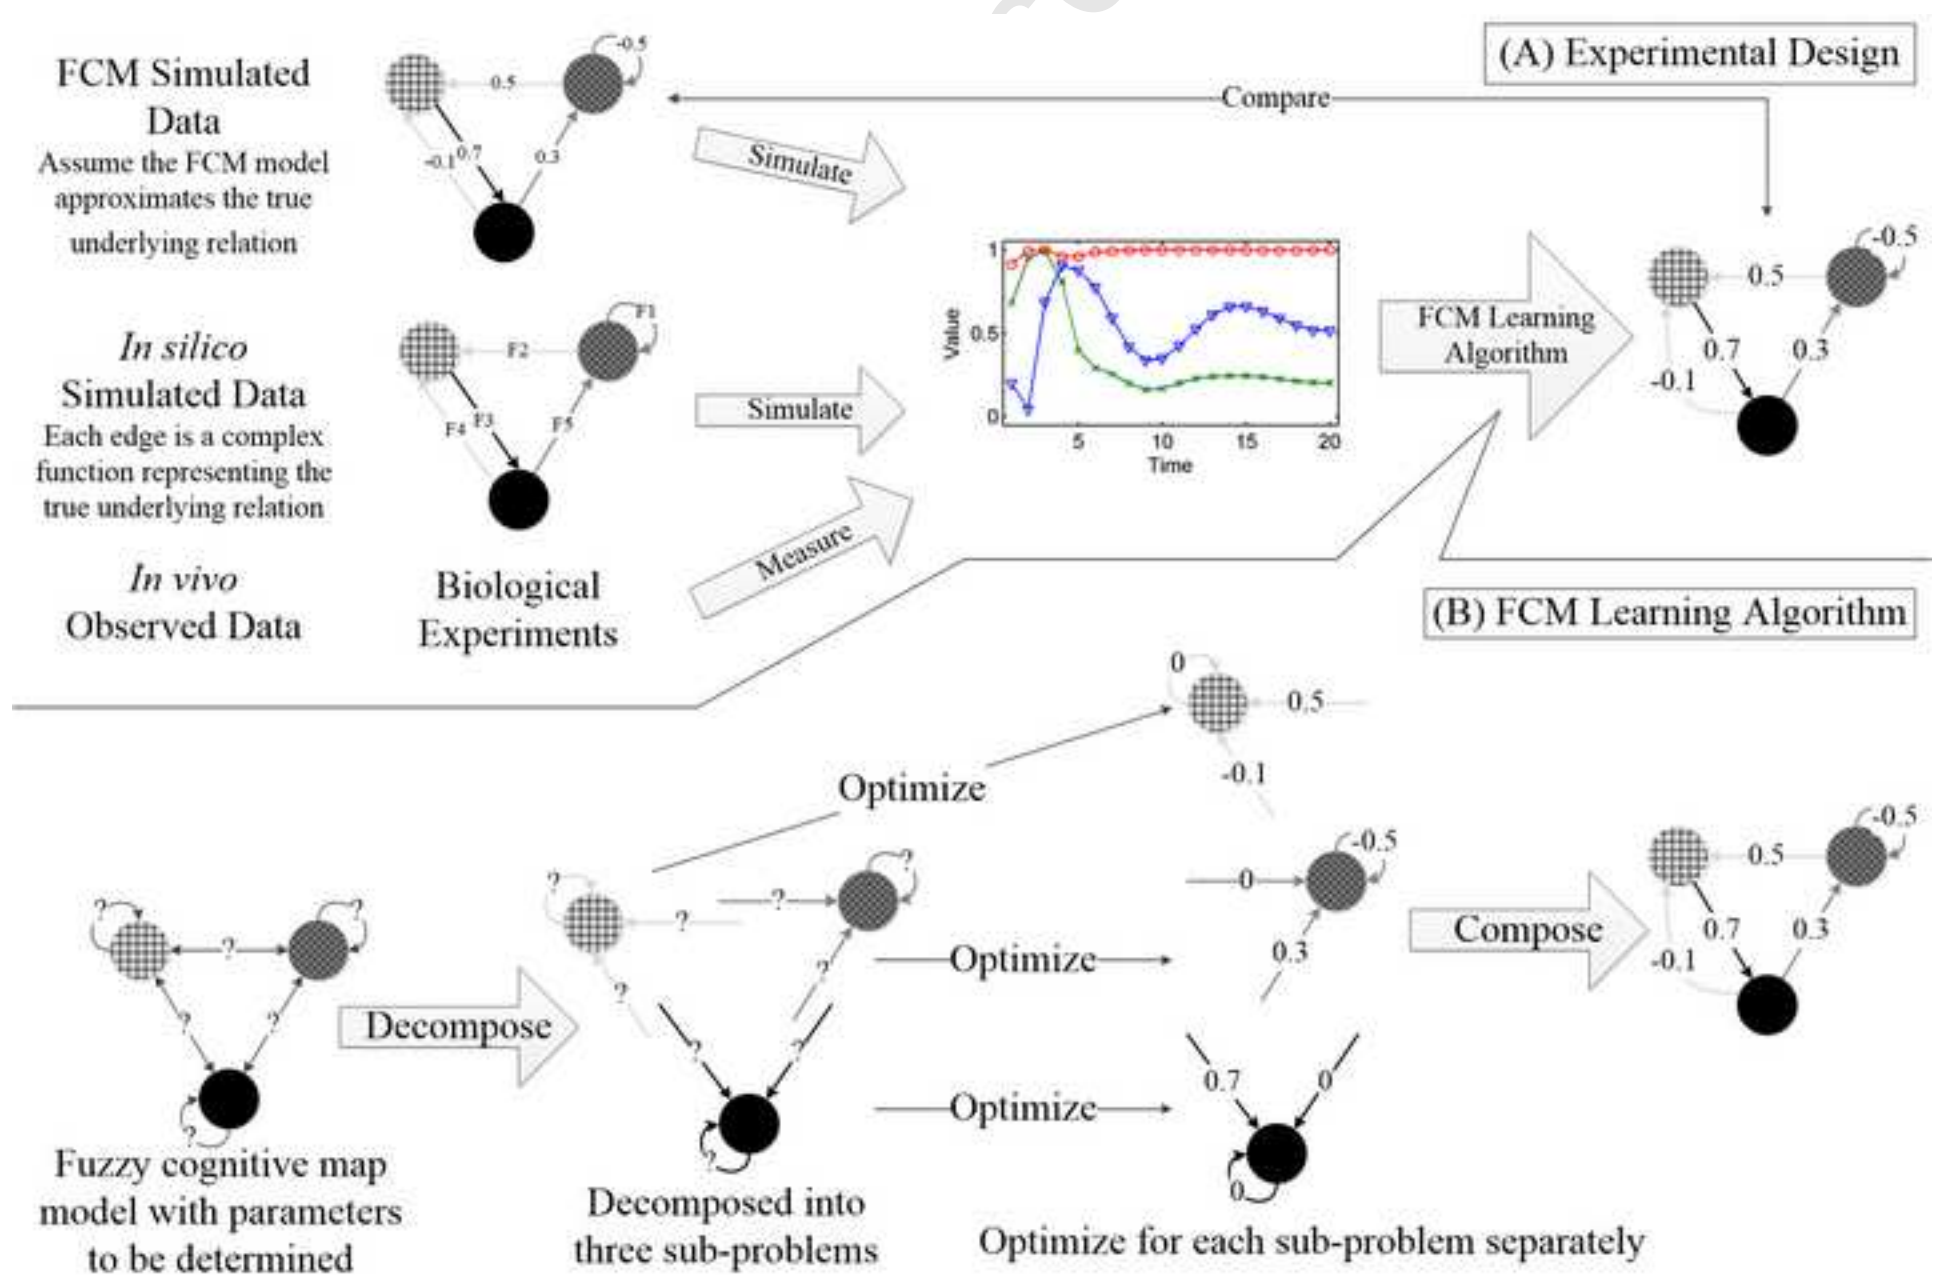 (A) Experimental Design
FCM Simulated
Data
Assume the FCM model
approximates the true
underlying relation
-0.5
0.5
-0.1
0.7
0.3
Compare
Simulate
In silico
Simulated Data
Each edge is a complex
function representing the
true underlying relation
F1
F2
F4
F3
F5
Simulate
In vivo
Observed Data
Biological
Experiments
Measure
Value
1
0.5
0
5
10
15
20
Time
FCM Learning
Algorithm
-0.5
0.5
0.7
0.3
-0.1
(B) FCM Learning Algorithm
?
?
?
?
?
?
Fuzzy cognitive map
model with parameters
to be determined
Decompose
?
?
?
?
?
?
?
?
?
Decomposed into
three sub-problems
Optimize
Optimize
Optimize
0
0.5
-0.1
-0.5
0
0.3
0.7
0
0
Optimize for each sub-problem separately
Compose
-0.5
0.5
0.7
0.3
-0.1